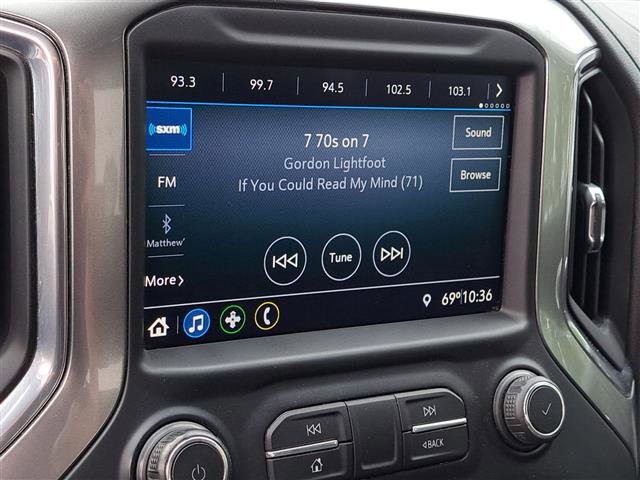 93.3 99.7 94.5 102.5 103.1 >
((sxm))
7 70s on 7
Sound
Gordon Lightfoot
FM
If You Could Read My Mind (71)
Browse
Matthew'
Tune
More >
69° 10:36
< BACK